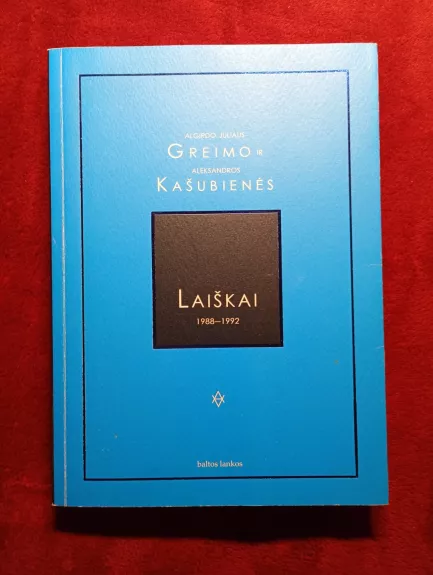 ALGIRDO JULIAUS
GREIMO IR
ALEKSANDROS
KAŠUBIENĖS
LAIŠKAI
1988—1992
baltos lankos